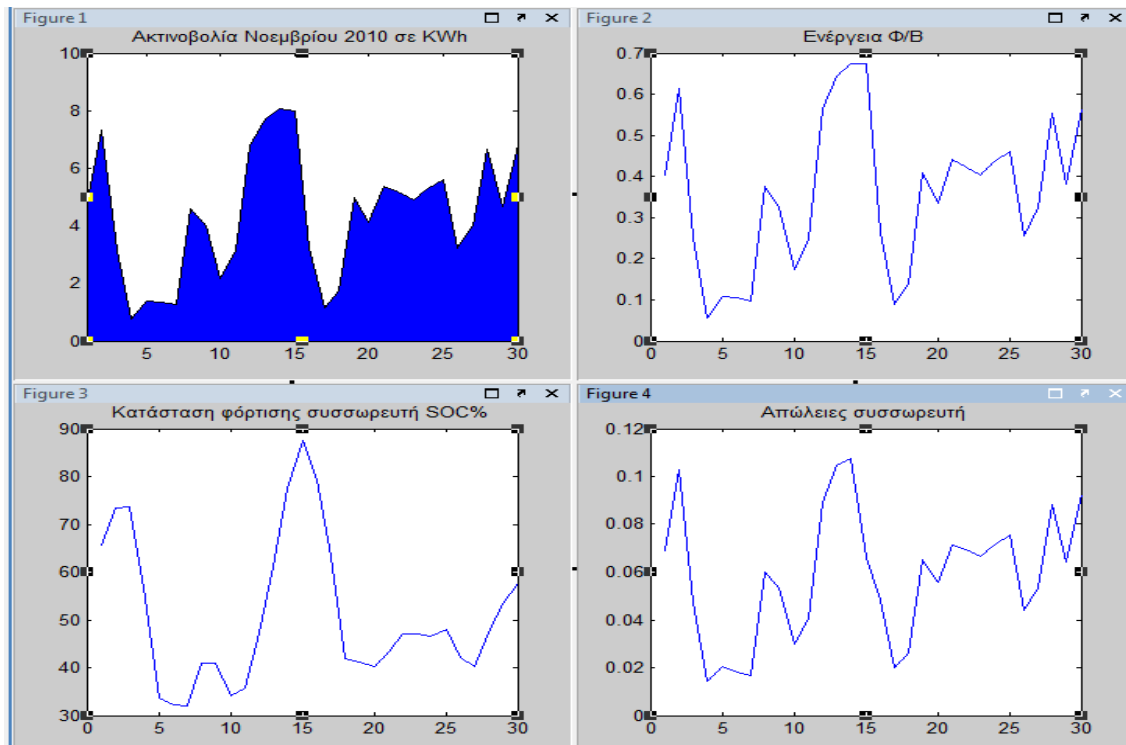 Figure 1
Ακτινοβολία Νοεμβρίου 2010 σε KWh
10
8
6
4
2
0
5 10 15 20 25 30
Figure 2
Ενέργεια Φ/Β
0.7
0.6
0.5
0.4
0.3
0.2
0.1
0
0 5 10 15 20 25 30
Figure 3
Κατάσταση φόρτισης συσσωρευτή SOC%
90
80
70
60
50
40
30
0 5 10 15 20 25 30
Figure 4
Απώλειες συσσωρευτή
0.12
0.1
0.08
0.06
0.04
0.02
0
0 5 10 15 20 25 30